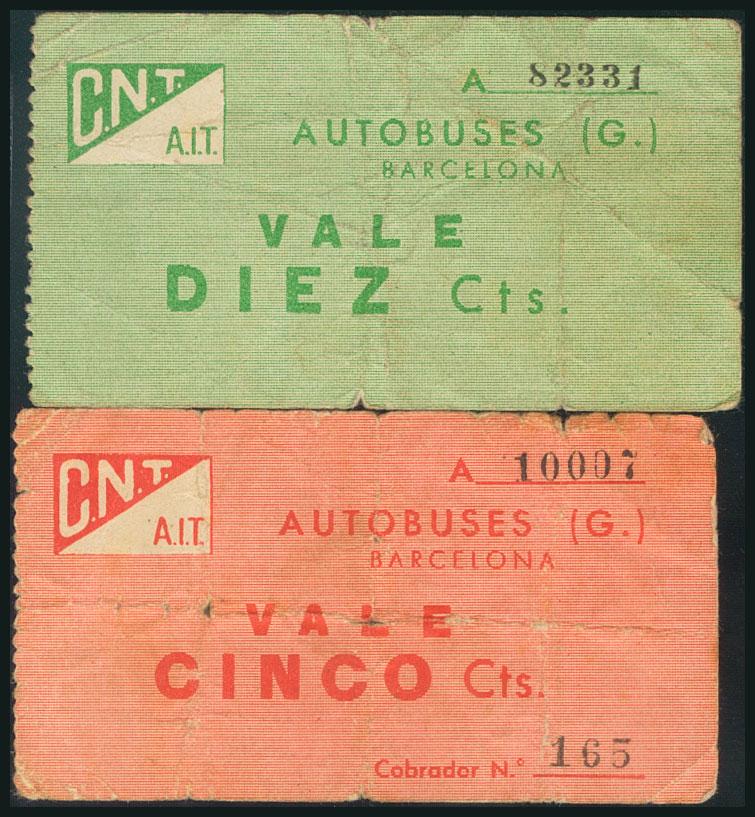 C.N.T.
A.I.T.
A 82331
AUTOBUSES (G.)
BARCELONA
VALE
DIEZ Cts.
C.N.T.
A.I.T.
A 10007
AUTOBUSES (G.)
BARCELONA
VALE
CINCO Cts.
Cobrador N.° 165